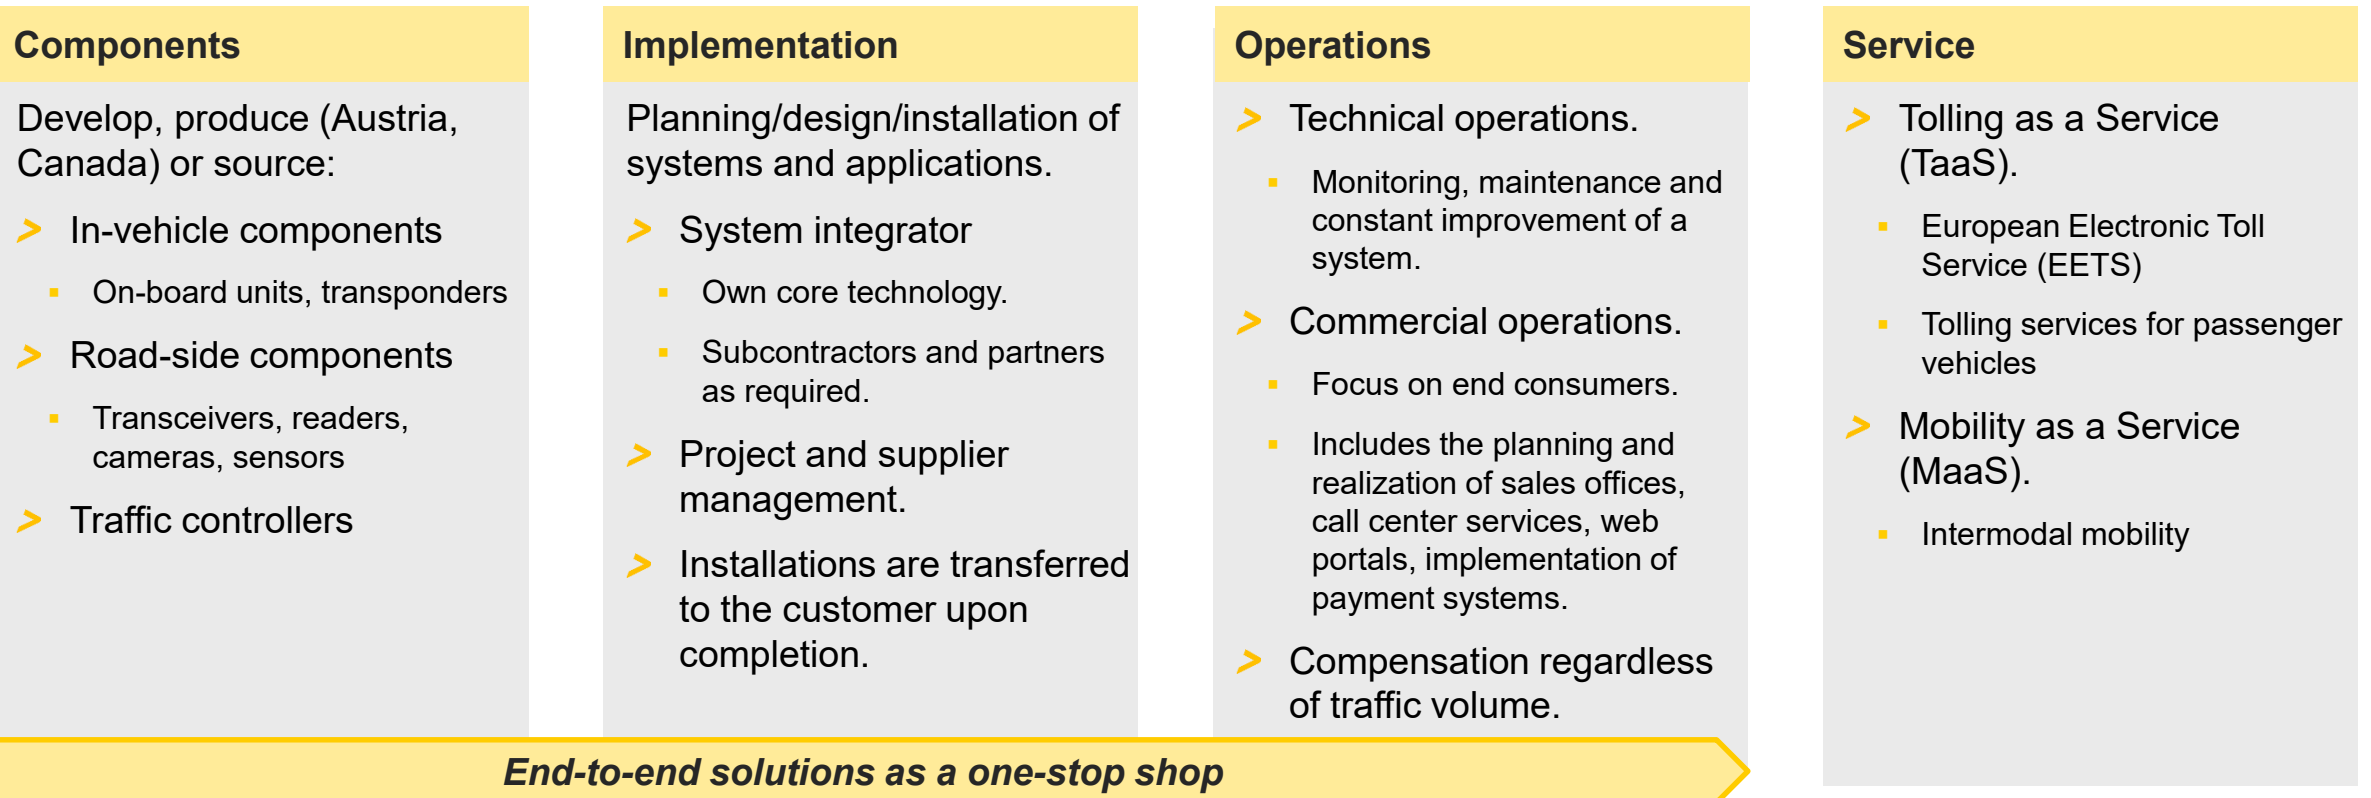 Components
Develop, produce (Austria,
Canada) or source:
> In-vehicle components
▪ On-board units, transponders
> Road-side components
▪ Transceivers, readers,
cameras, sensors
> Traffic controllers
Implementation
Planning/design/installation of
systems and applications.
> System integrator
▪ Own core technology.
▪ Subcontractors and partners
as required.
> Project and supplier
management.
> Installations are transferred
to the customer upon
completion.
Operations
> Technical operations.
▪ Monitoring, maintenance and
constant improvement of a
system.
> Commercial operations.
▪ Focus on end consumers.
▪ Includes the planning and
realization of sales offices,
call center services, web
portals, implementation of
payment systems.
> Compensation regardless
of traffic volume.
Service
> Tolling as a Service
(TaaS).
▪ European Electronic Toll
Service (EETS)
▪ Tolling services for passenger
vehicles
> Mobility as a Service
(MaaS).
▪ Intermodal mobility
End-to-end solutions as a one-stop shop